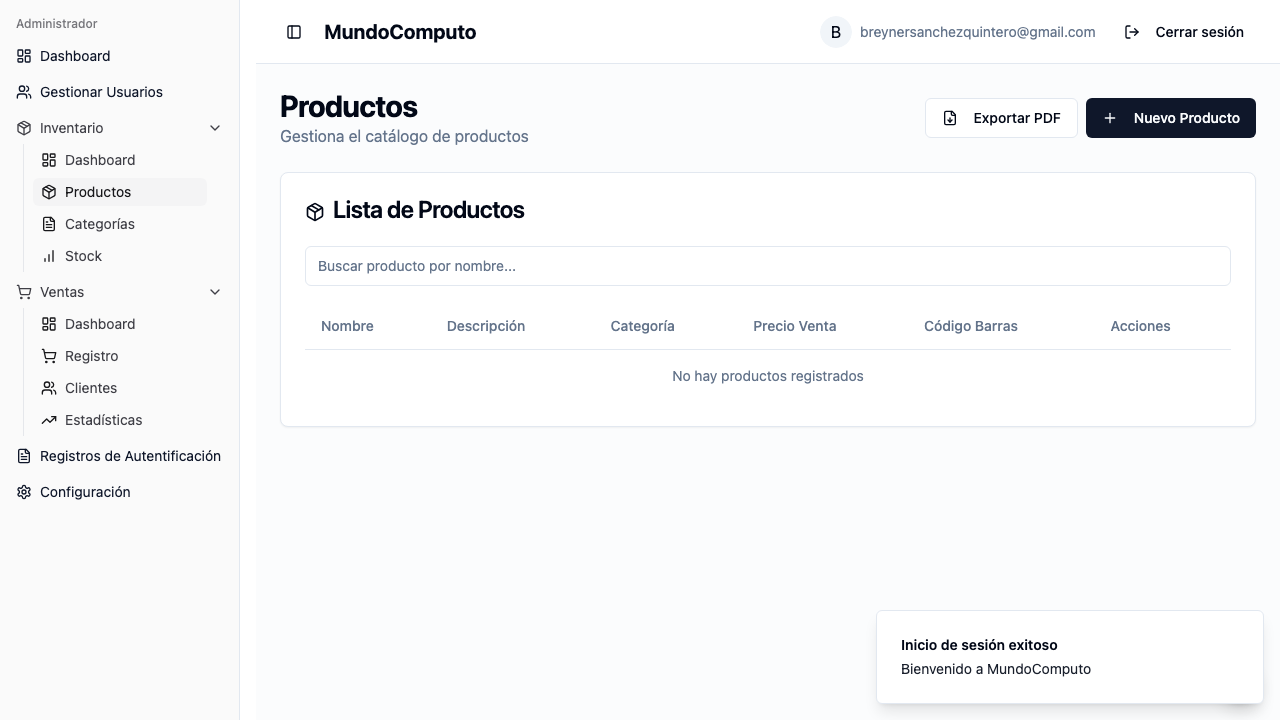 Administrador
Dashboard
Gestionar Usuarios
Inventario
Dashboard
Productos
Categorías
Stock
Ventas
Dashboard
Registro
Clientes
Estadísticas
Registros de Autentificación
Configuración
MundoComputo
B
breynersanchezquintero@gmail.com
Cerrar sesión
Productos
Gestiona el catálogo de productos
Exportar PDF
Nuevo Producto
Lista de Productos
Buscar producto por nombre...
Nombre Descripción Categoría Precio Venta Código Barras Acciones
No hay productos registrados
Inicio de sesión exitoso
Bienvenido a MundoComputo